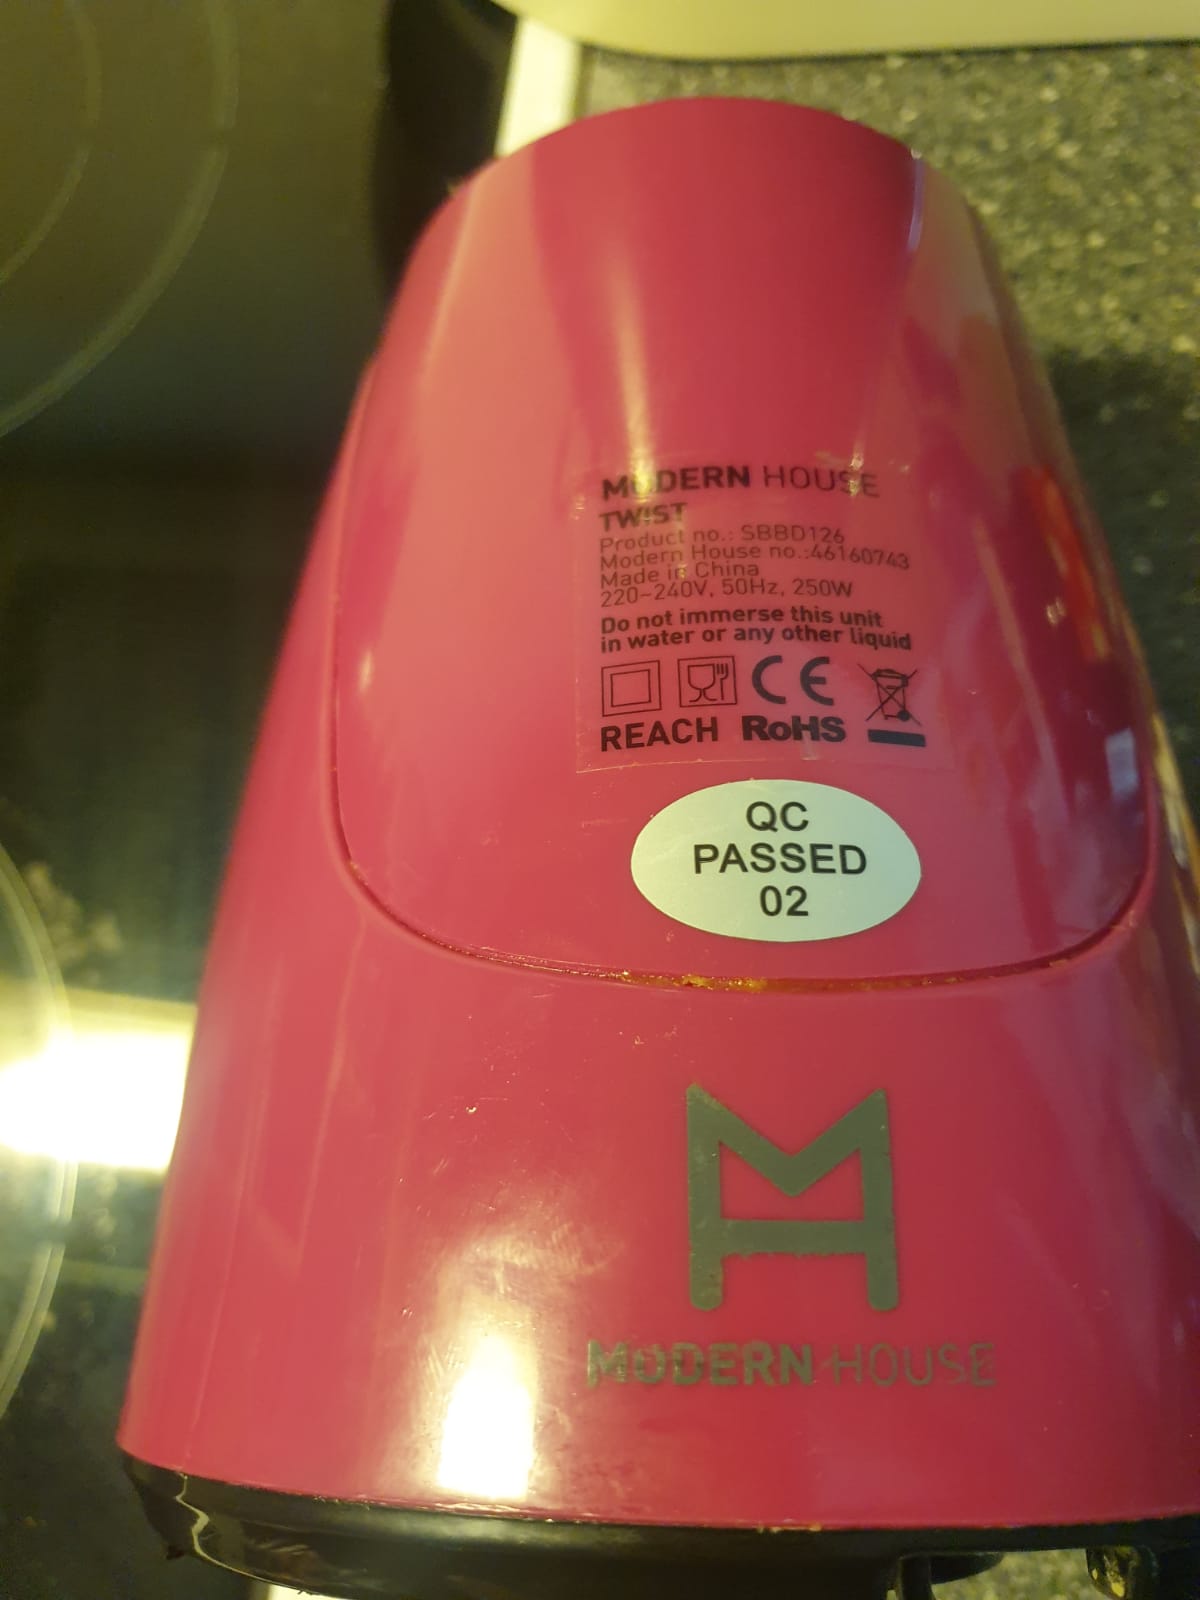 MODERN HOUSE
TWIST
Product no.: SBBD126
Modern House no.:46160743
Made in China
220-240V, 50Hz, 250W
Do not immerse this unit
in water or any other liquid
CE
REACH RoHS
QC
PASSED
02
MODERN HOUSE